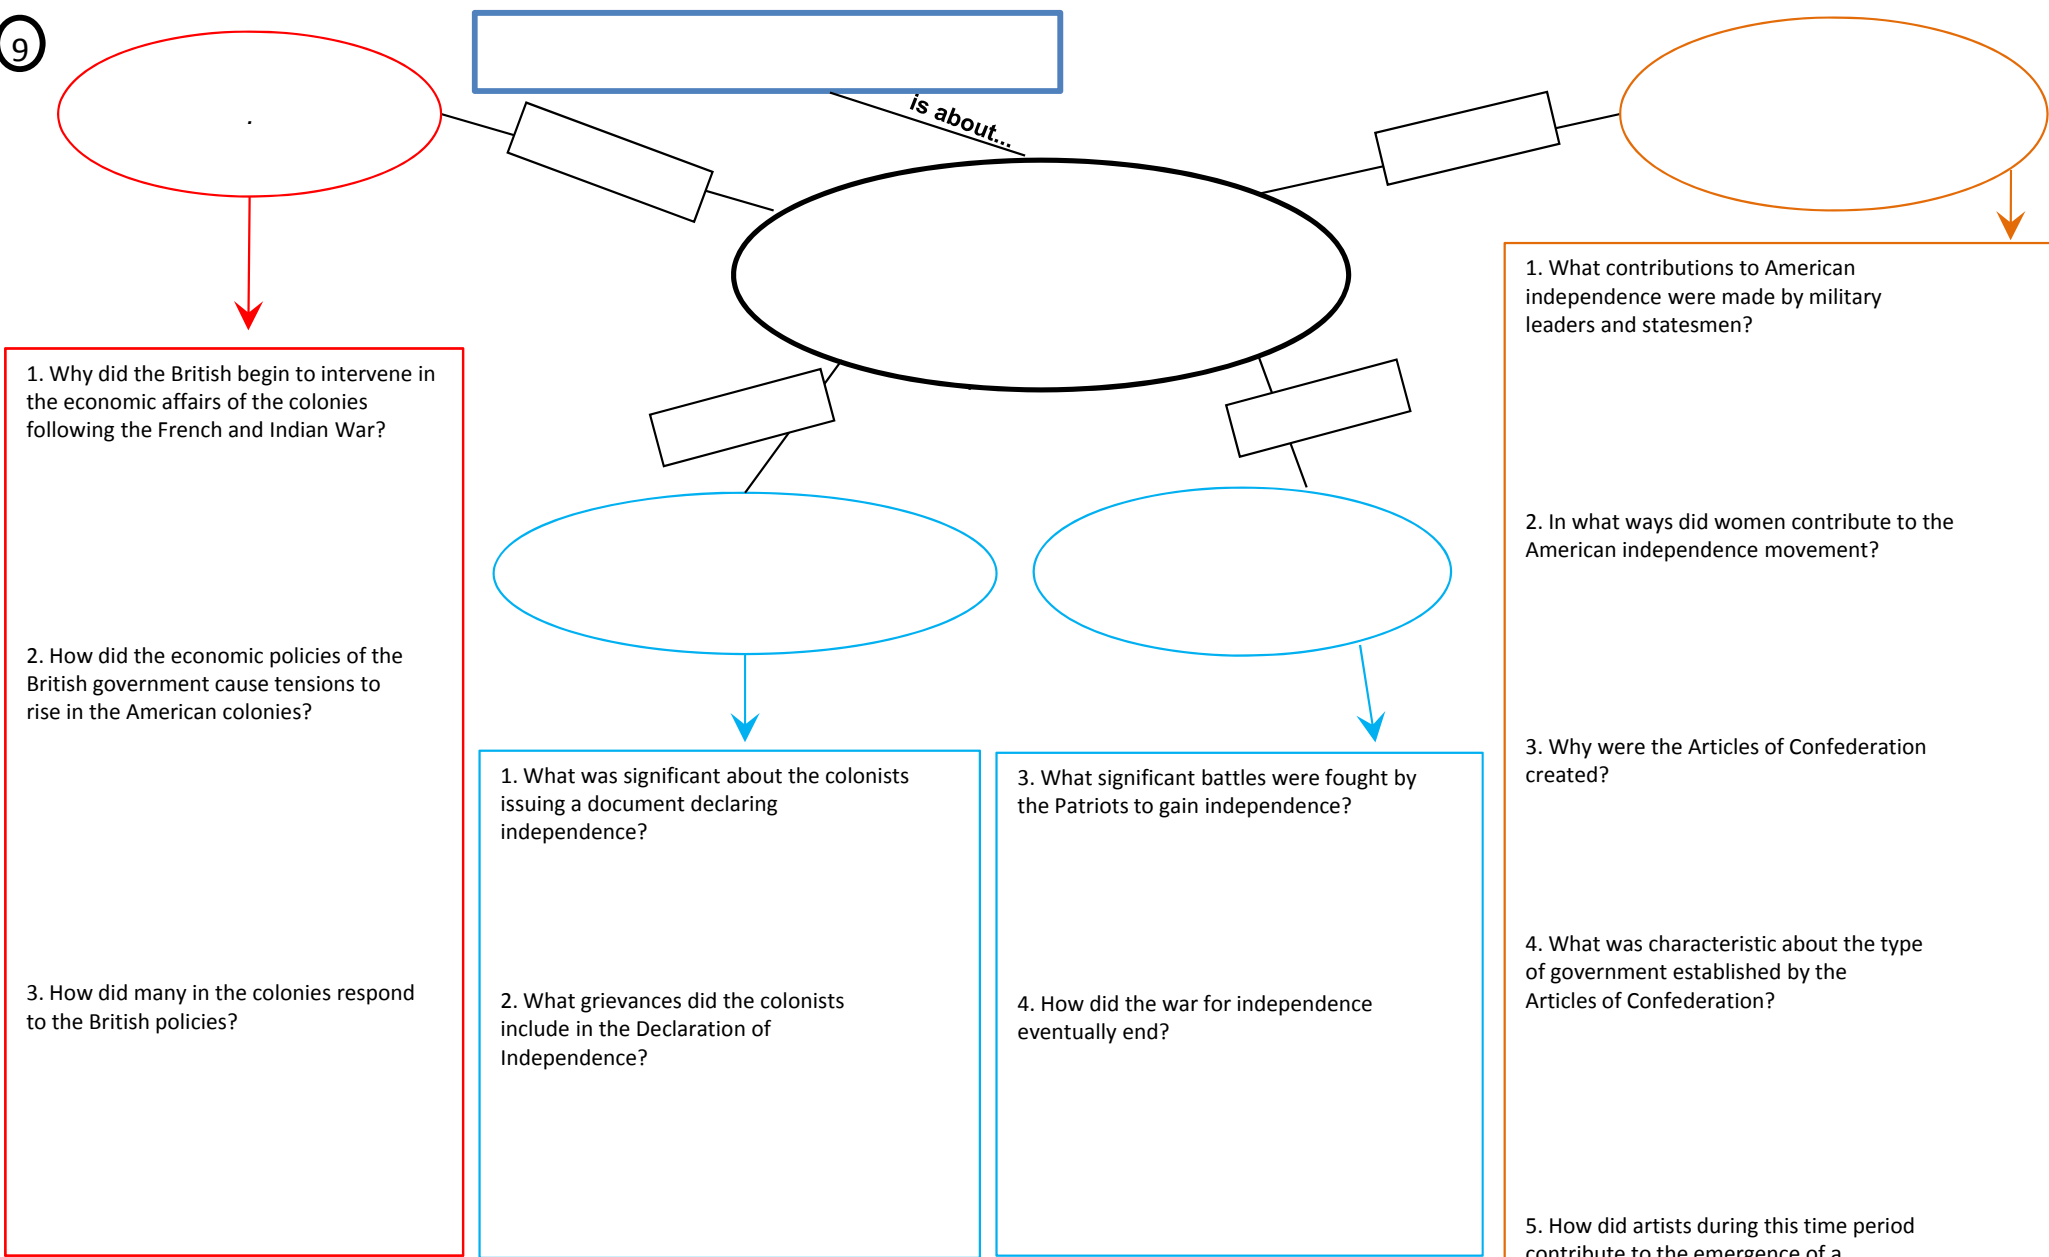 9
.
is about...
1. Why did the British begin to intervene in
the economic affairs of the colonies
following the French and Indian War?
2. How did the economic policies of the
British government cause tensions to
rise in the American colonies?
3. How did many in the colonies respond
to the British policies?
1. What was significant about the colonists
issuing a document declaring
independence?
2. What grievances did the colonists
include in the Declaration of
Independence?
3. What significant battles were fought by
the Patriots to gain independence?
4. How did the war for independence
eventually end?
1. What contributions to American
independence were made by military
leaders and statesmen?
2. In what ways did women contribute to the
American independence movement?
3. Why were the Articles of Confederation
created?
4. What was characteristic about the type
of government established by the
Articles of Confederation?
5. How did artists during this time period
contribute to the emergence of a